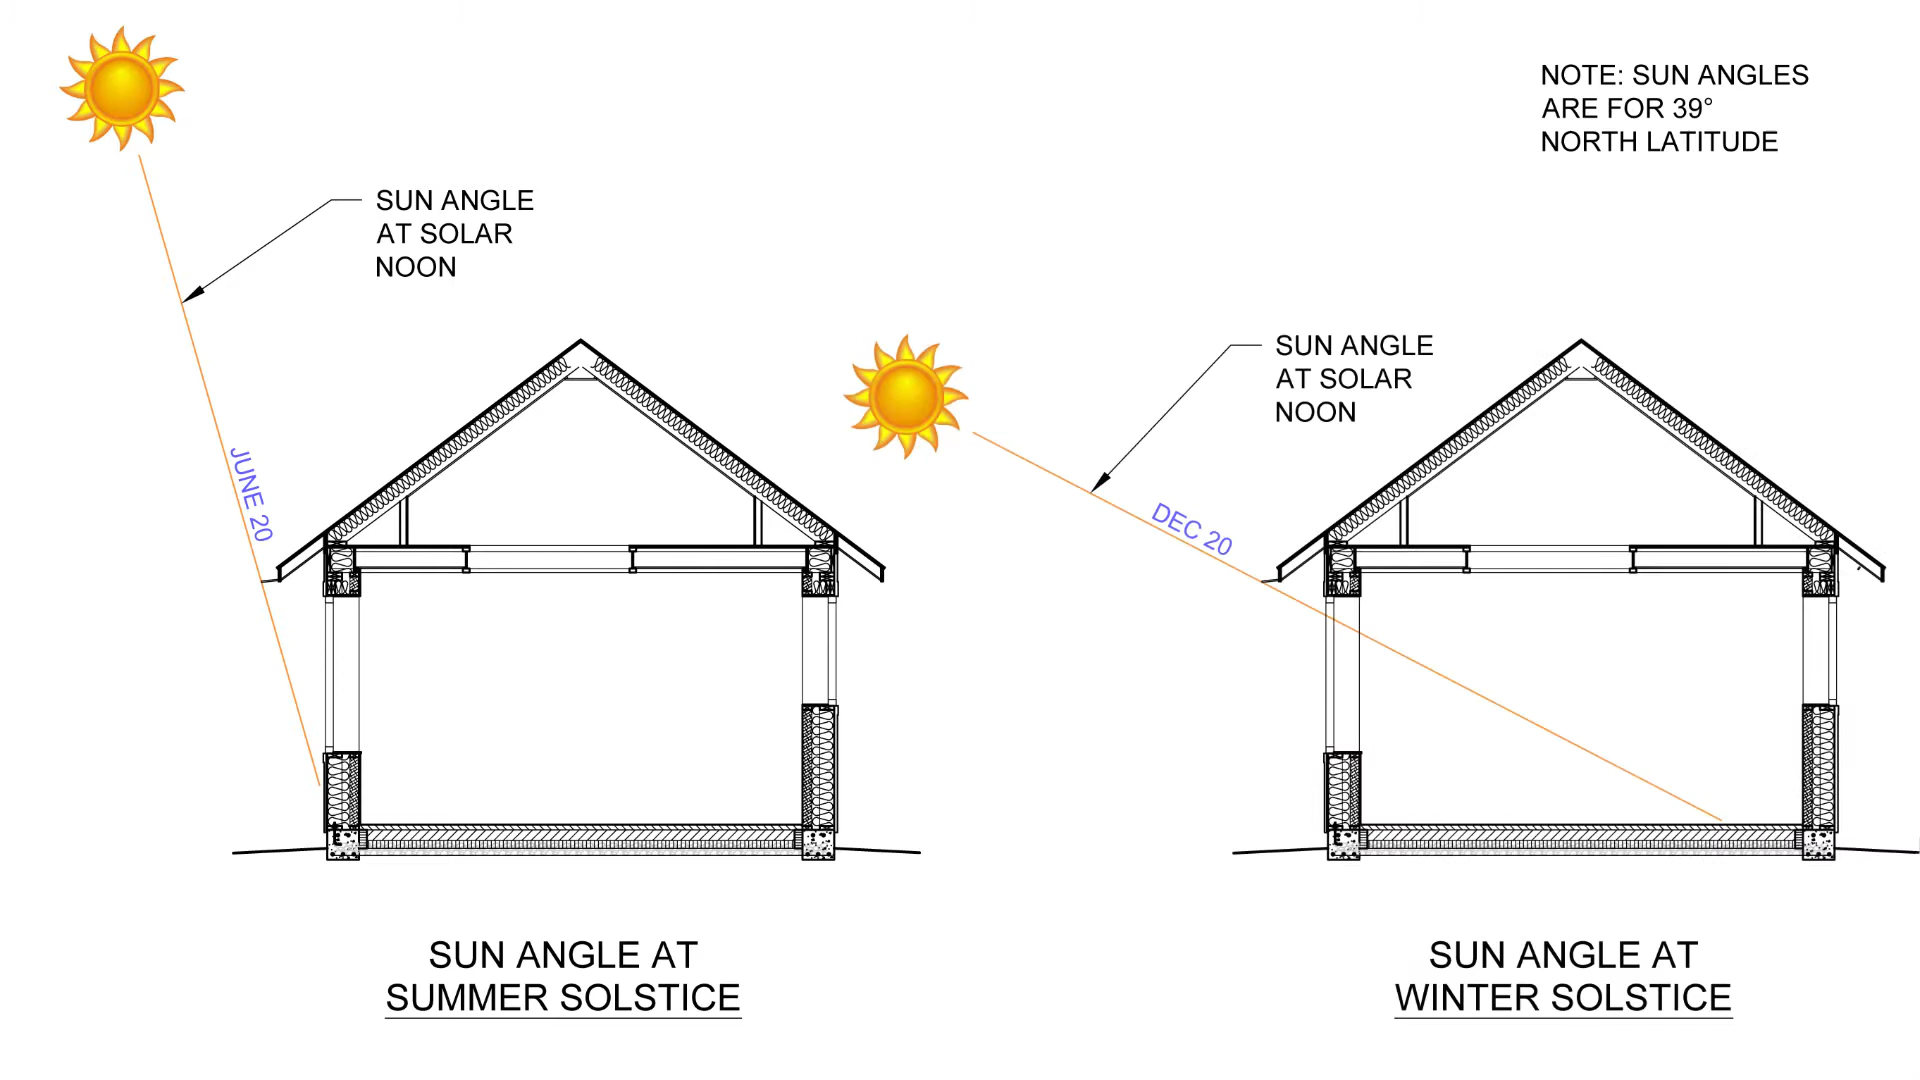 NOTE: SUN ANGLES
ARE FOR 39°
NORTH LATITUDE
SUN ANGLE
AT SOLAR
NOON
JUNE 20
SUN ANGLE
AT SOLAR
NOON
DEC 20
SUN ANGLE AT
SUMMER SOLSTICE
SUN ANGLE AT
WINTER SOLSTICE